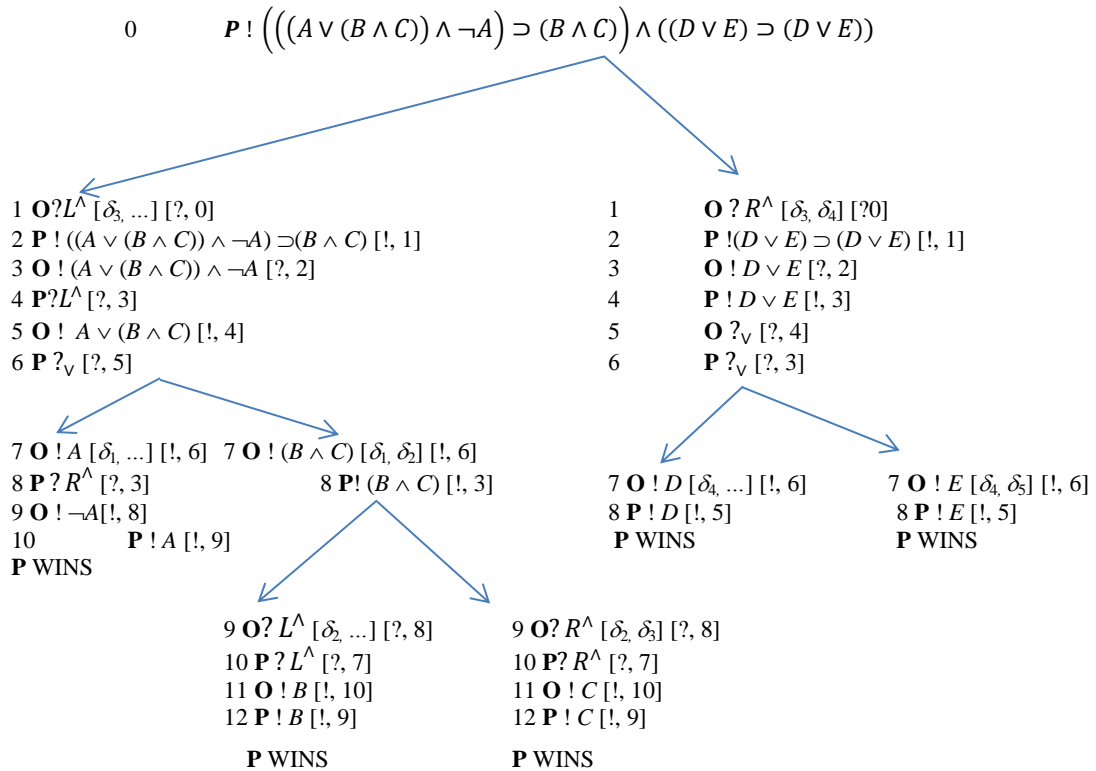 0 P ! (((A ∨ (B ∧ C)) ∧ ¬A) ⊃ (B ∧ C)) ∧ ((D ∨ E) ⊃ (D ∨ E))
1 O?L^∧ [δ₃, ...] [?, 0]
2 P ! ((A ∨ (B ∧ C)) ∧ ¬A) ⊃(B ∧ C) [!, 1]
3 O ! (A ∨ (B ∧ C)) ∧ ¬A [?, 2]
4 P?L^∧ [?, 3]
5 O ! A ∨ (B ∧ C) [!, 4]
6 P ?∨ [?, 5]
1 O ? R^∧ [δ₃, δ₄] [?0]
2 P !(D ∨ E) ⊃ (D ∨ E) [!, 1]
3 O ! D ∨ E [?, 2]
4 P ! D ∨ E [!, 3]
5 O ?∨ [?, 4]
6 P ?∨ [?, 3]
7 O ! A [δ₁, ...] [!, 6]
8 P ? R^∧ [?, 3]
9 O ! ¬A[!, 8]
10 P ! A [!, 9]
P WINS
7 O ! (B ∧ C) [δ₁, δ₂] [!, 6]
8 P! (B ∧ C) [!, 3]
7 O ! D [δ₄, ...] [!, 6]
8 P ! D [!, 5]
P WINS
7 O ! E [δ₄, δ₅] [!, 6]
8 P ! E [!, 5]
P WINS
9 O? L^∧ [δ₂, ...] [?, 8]
10 P ? L^∧ [?, 7]
11 O ! B [!, 10]
12 P ! B [!, 9]
P WINS
9 O? R^∧ [δ₂, δ₃] [?, 8]
10 P? R^∧ [?, 7]
11 O ! C [!, 10]
12 P ! C [!, 9]
P WINS